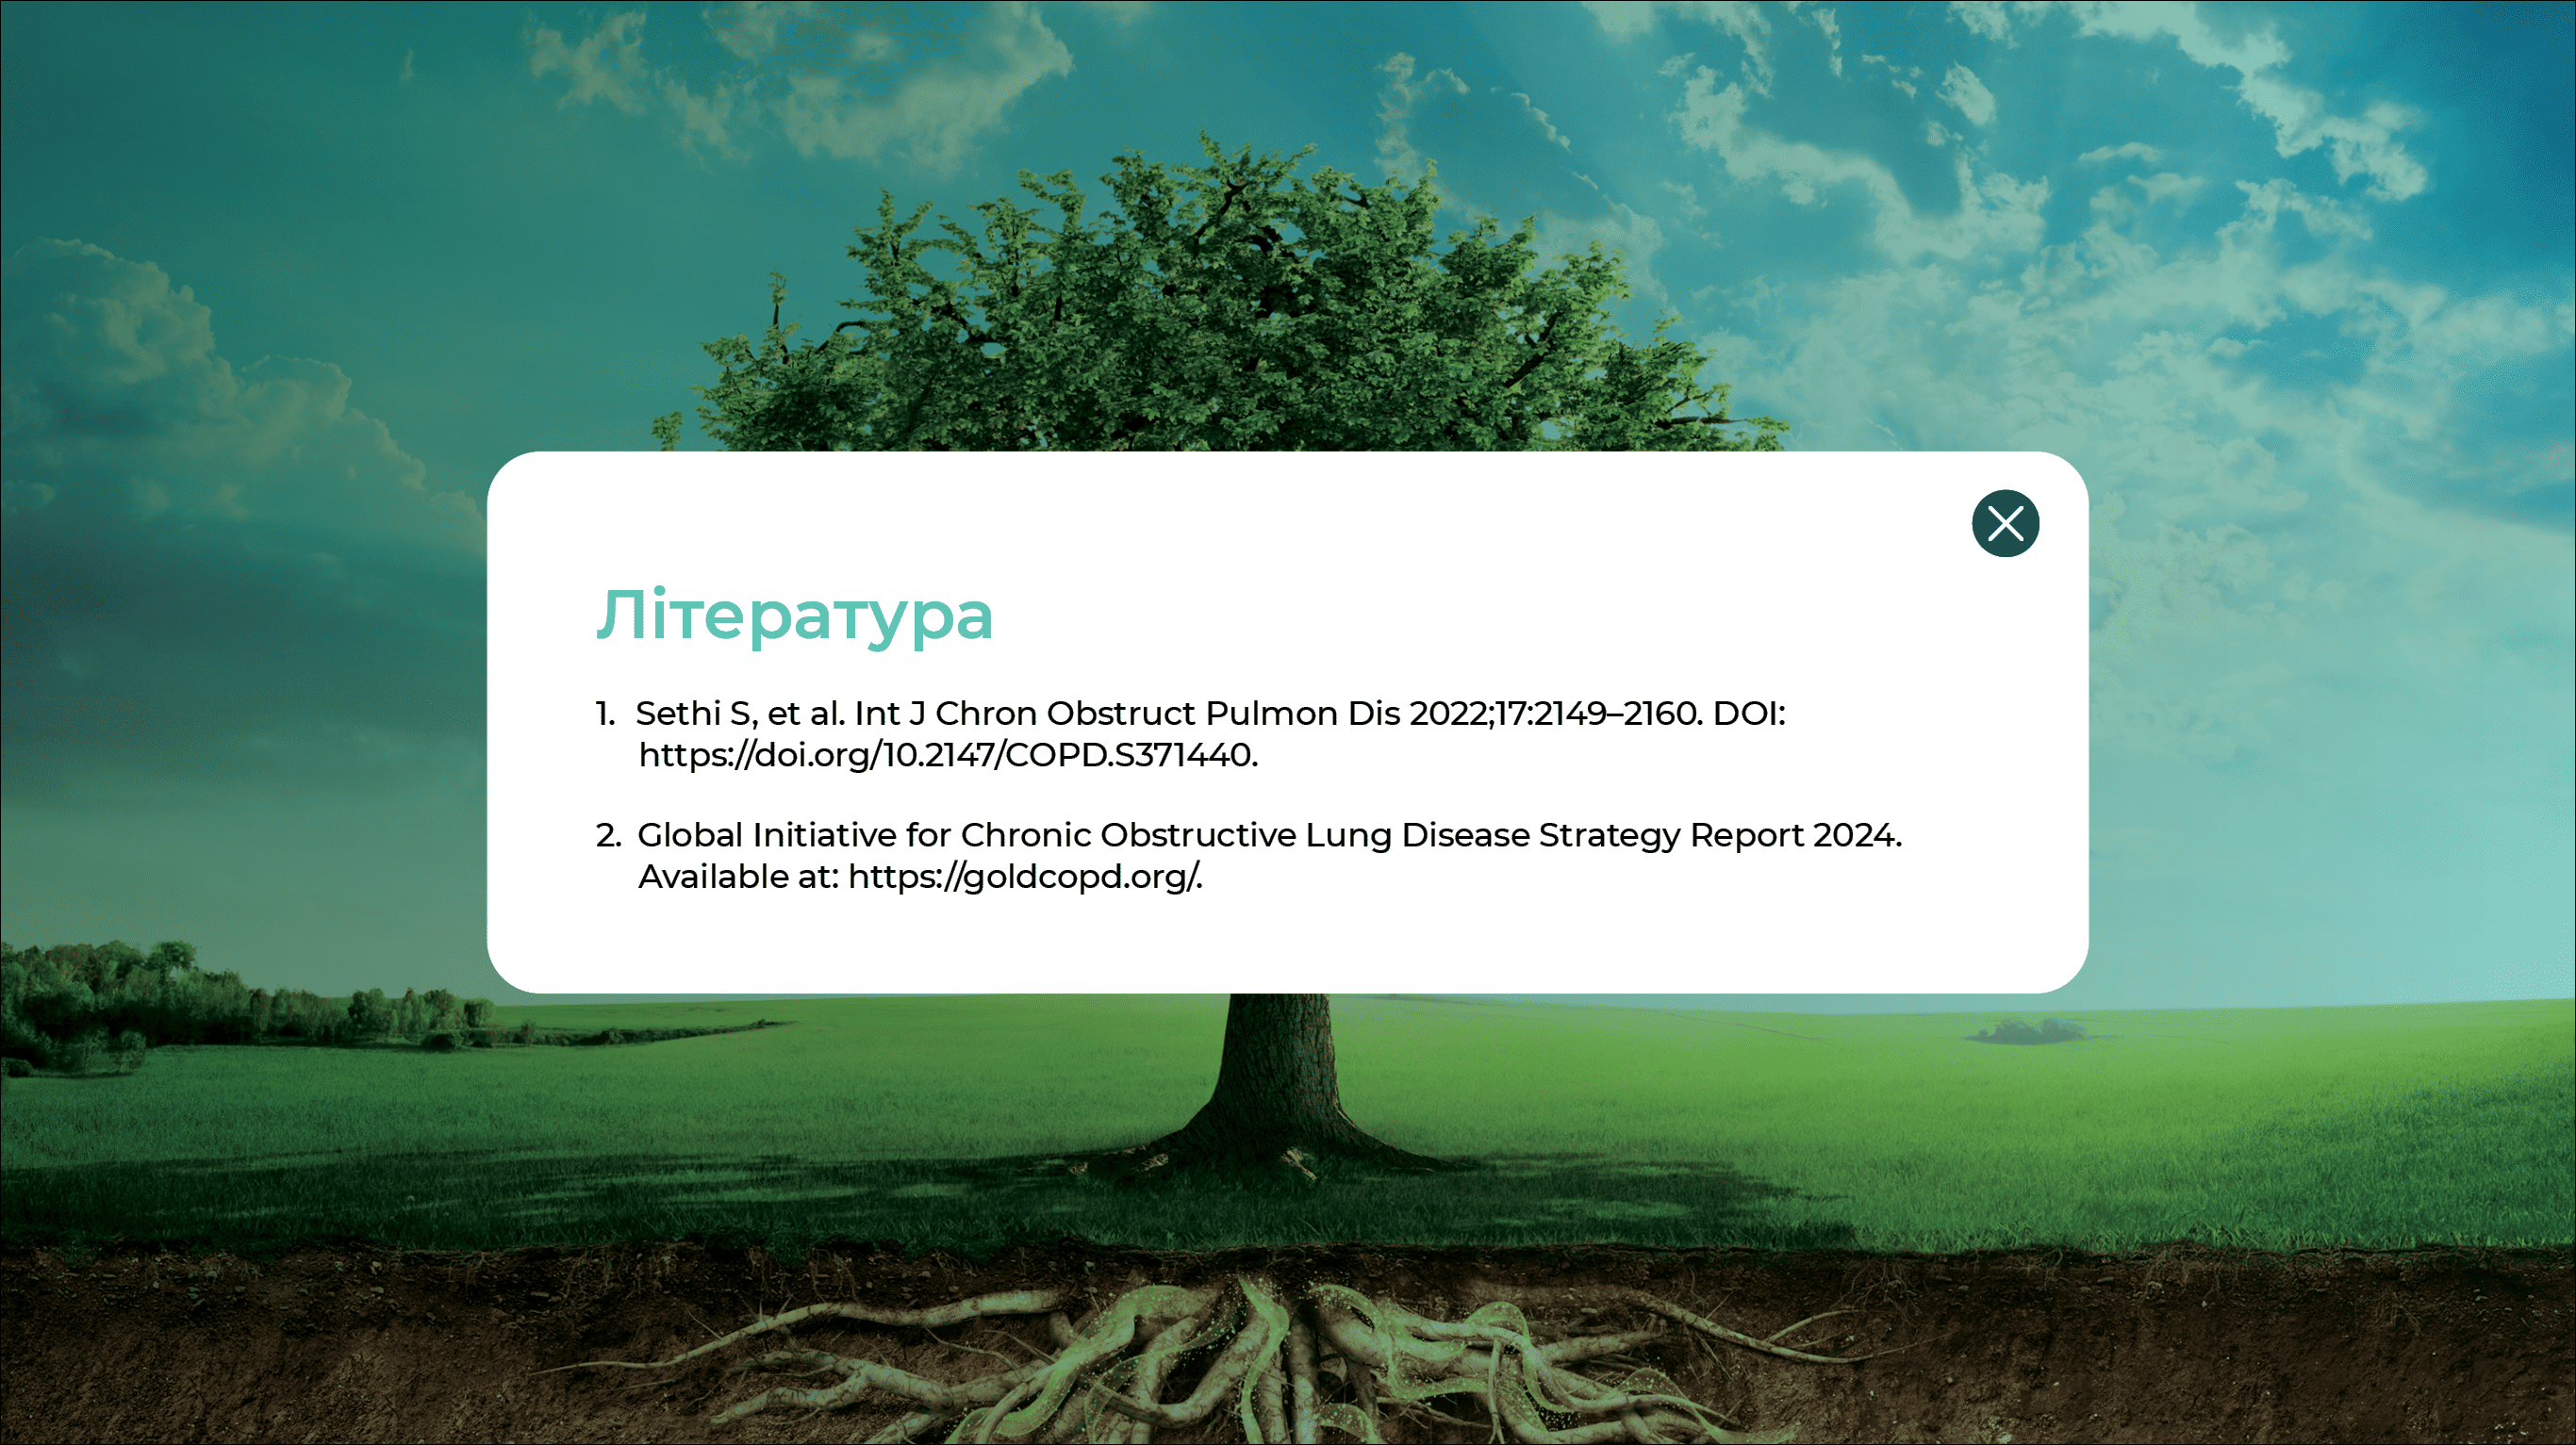 Література
1. Sethi S, et al. Int J Chron Obstruct Pulmon Dis 2022;17:2149–2160. DOI:
https://doi.org/10.2147/COPD.S371440.
2. Global Initiative for Chronic Obstructive Lung Disease Strategy Report 2024.
Available at: https://goldcopd.org/.